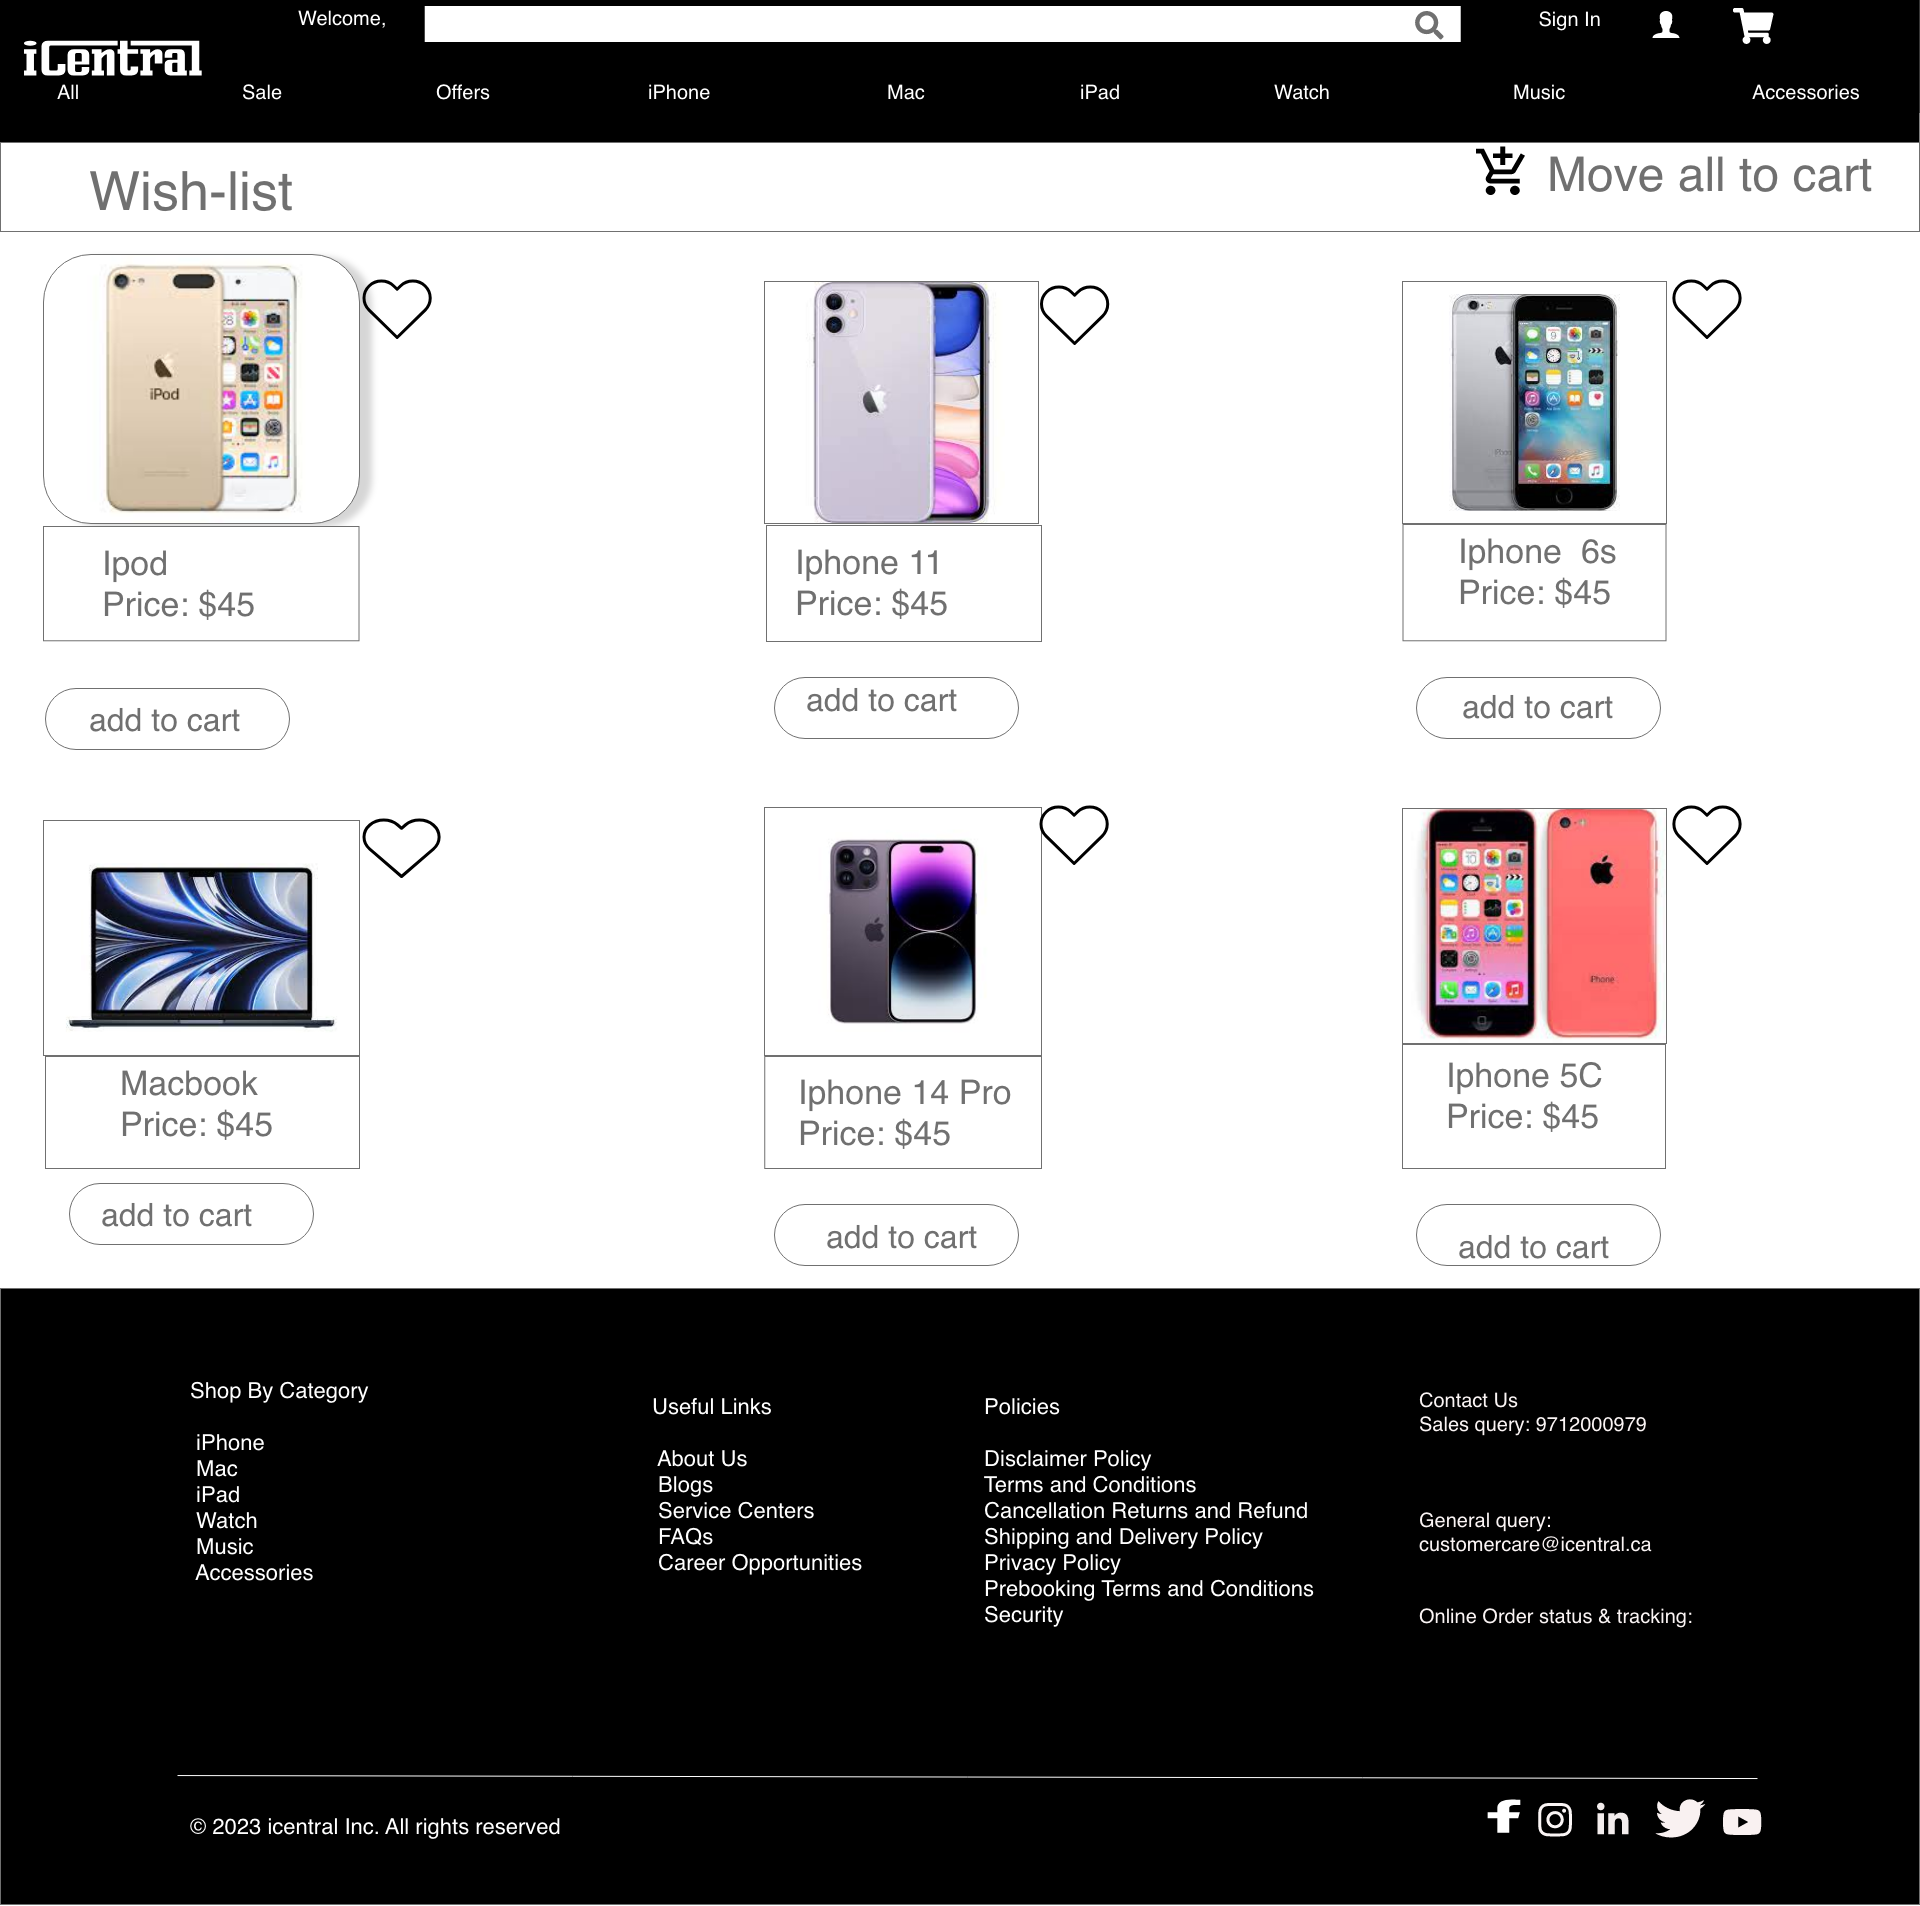 Welcome,
Sign In
iCentral
All
Sale
Offers
iPhone
Mac
iPad
Watch
Music
Accessories
Wish-list
Move all to cart
iPod
Ipod
Price: $45
Iphone 11
Price: $45
Iphone  6s
Price: $45
add to cart
add to cart
add to cart
iPhone
Macbook
Price: $45
Iphone 14 Pro
Price: $45
Iphone 5C
Price: $45
add to cart
add to cart
add to cart
Shop By Category
iPhone
Mac
iPad
Watch
Music
Accessories
Useful Links
About Us
Blogs
Service Centers
FAQs
Career Opportunities
Policies
Disclaimer Policy
Terms and Conditions
Cancellation Returns and Refund
Shipping and Delivery Policy
Privacy Policy
Prebooking Terms and Conditions
Security
Contact Us
Sales query: 9712000979
General query:
customercare@icentral.ca
Online Order status & tracking:
© 2023 icentral Inc. All rights reserved